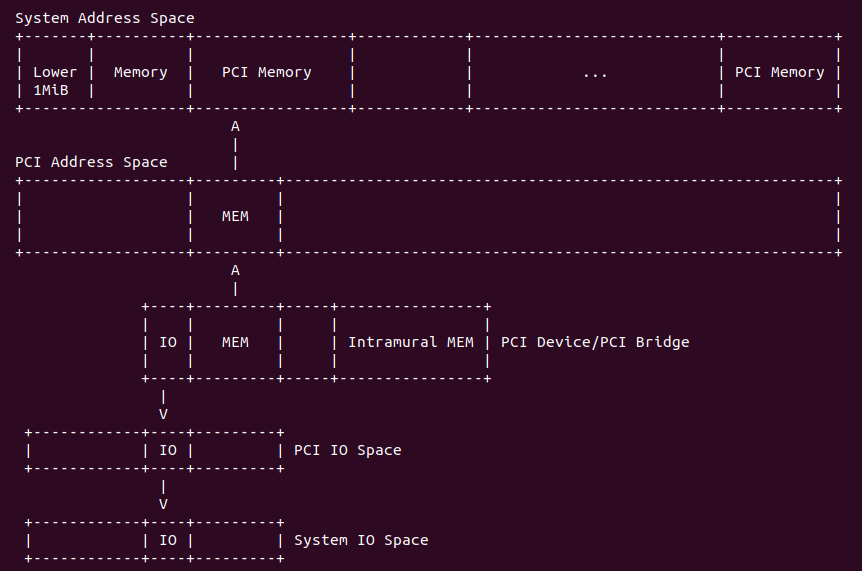 System Address Space
+-------+----------+-----------------+------------+---------------------------+------------+
|       |          |                 |            |                           |            |
| Lower |  Memory  |   PCI Memory    |            |            ...            | PCI Memory |
| 1MiB  |          |                 |            |                           |            |
+-------+----------+-----------------+------------+---------------------------+------------+
                        A
                        |
PCI Address Space       |
+------------------+---------+-------------------------------------------------------------+
|                  |         |                                                             |
|                  |   MEM   |                                                             |
|                  |         |                                                             |
+------------------+---------+-------------------------------------------------------------+
                        A
                        |
              +----+---------+-----+----------------+
              |    |         |     |                |
              | IO |   MEM   |     | Intramural MEM | PCI Device/PCI Bridge
              |    |         |     |                |
              +----+---------+-----+----------------+
                |
                V
 +------------+----+---------+
 |            | IO |         | PCI IO Space
 +------------+----+---------+
                |
                V
 +------------+----+---------+
 |            | IO |         | System IO Space
 +------------+----+---------+